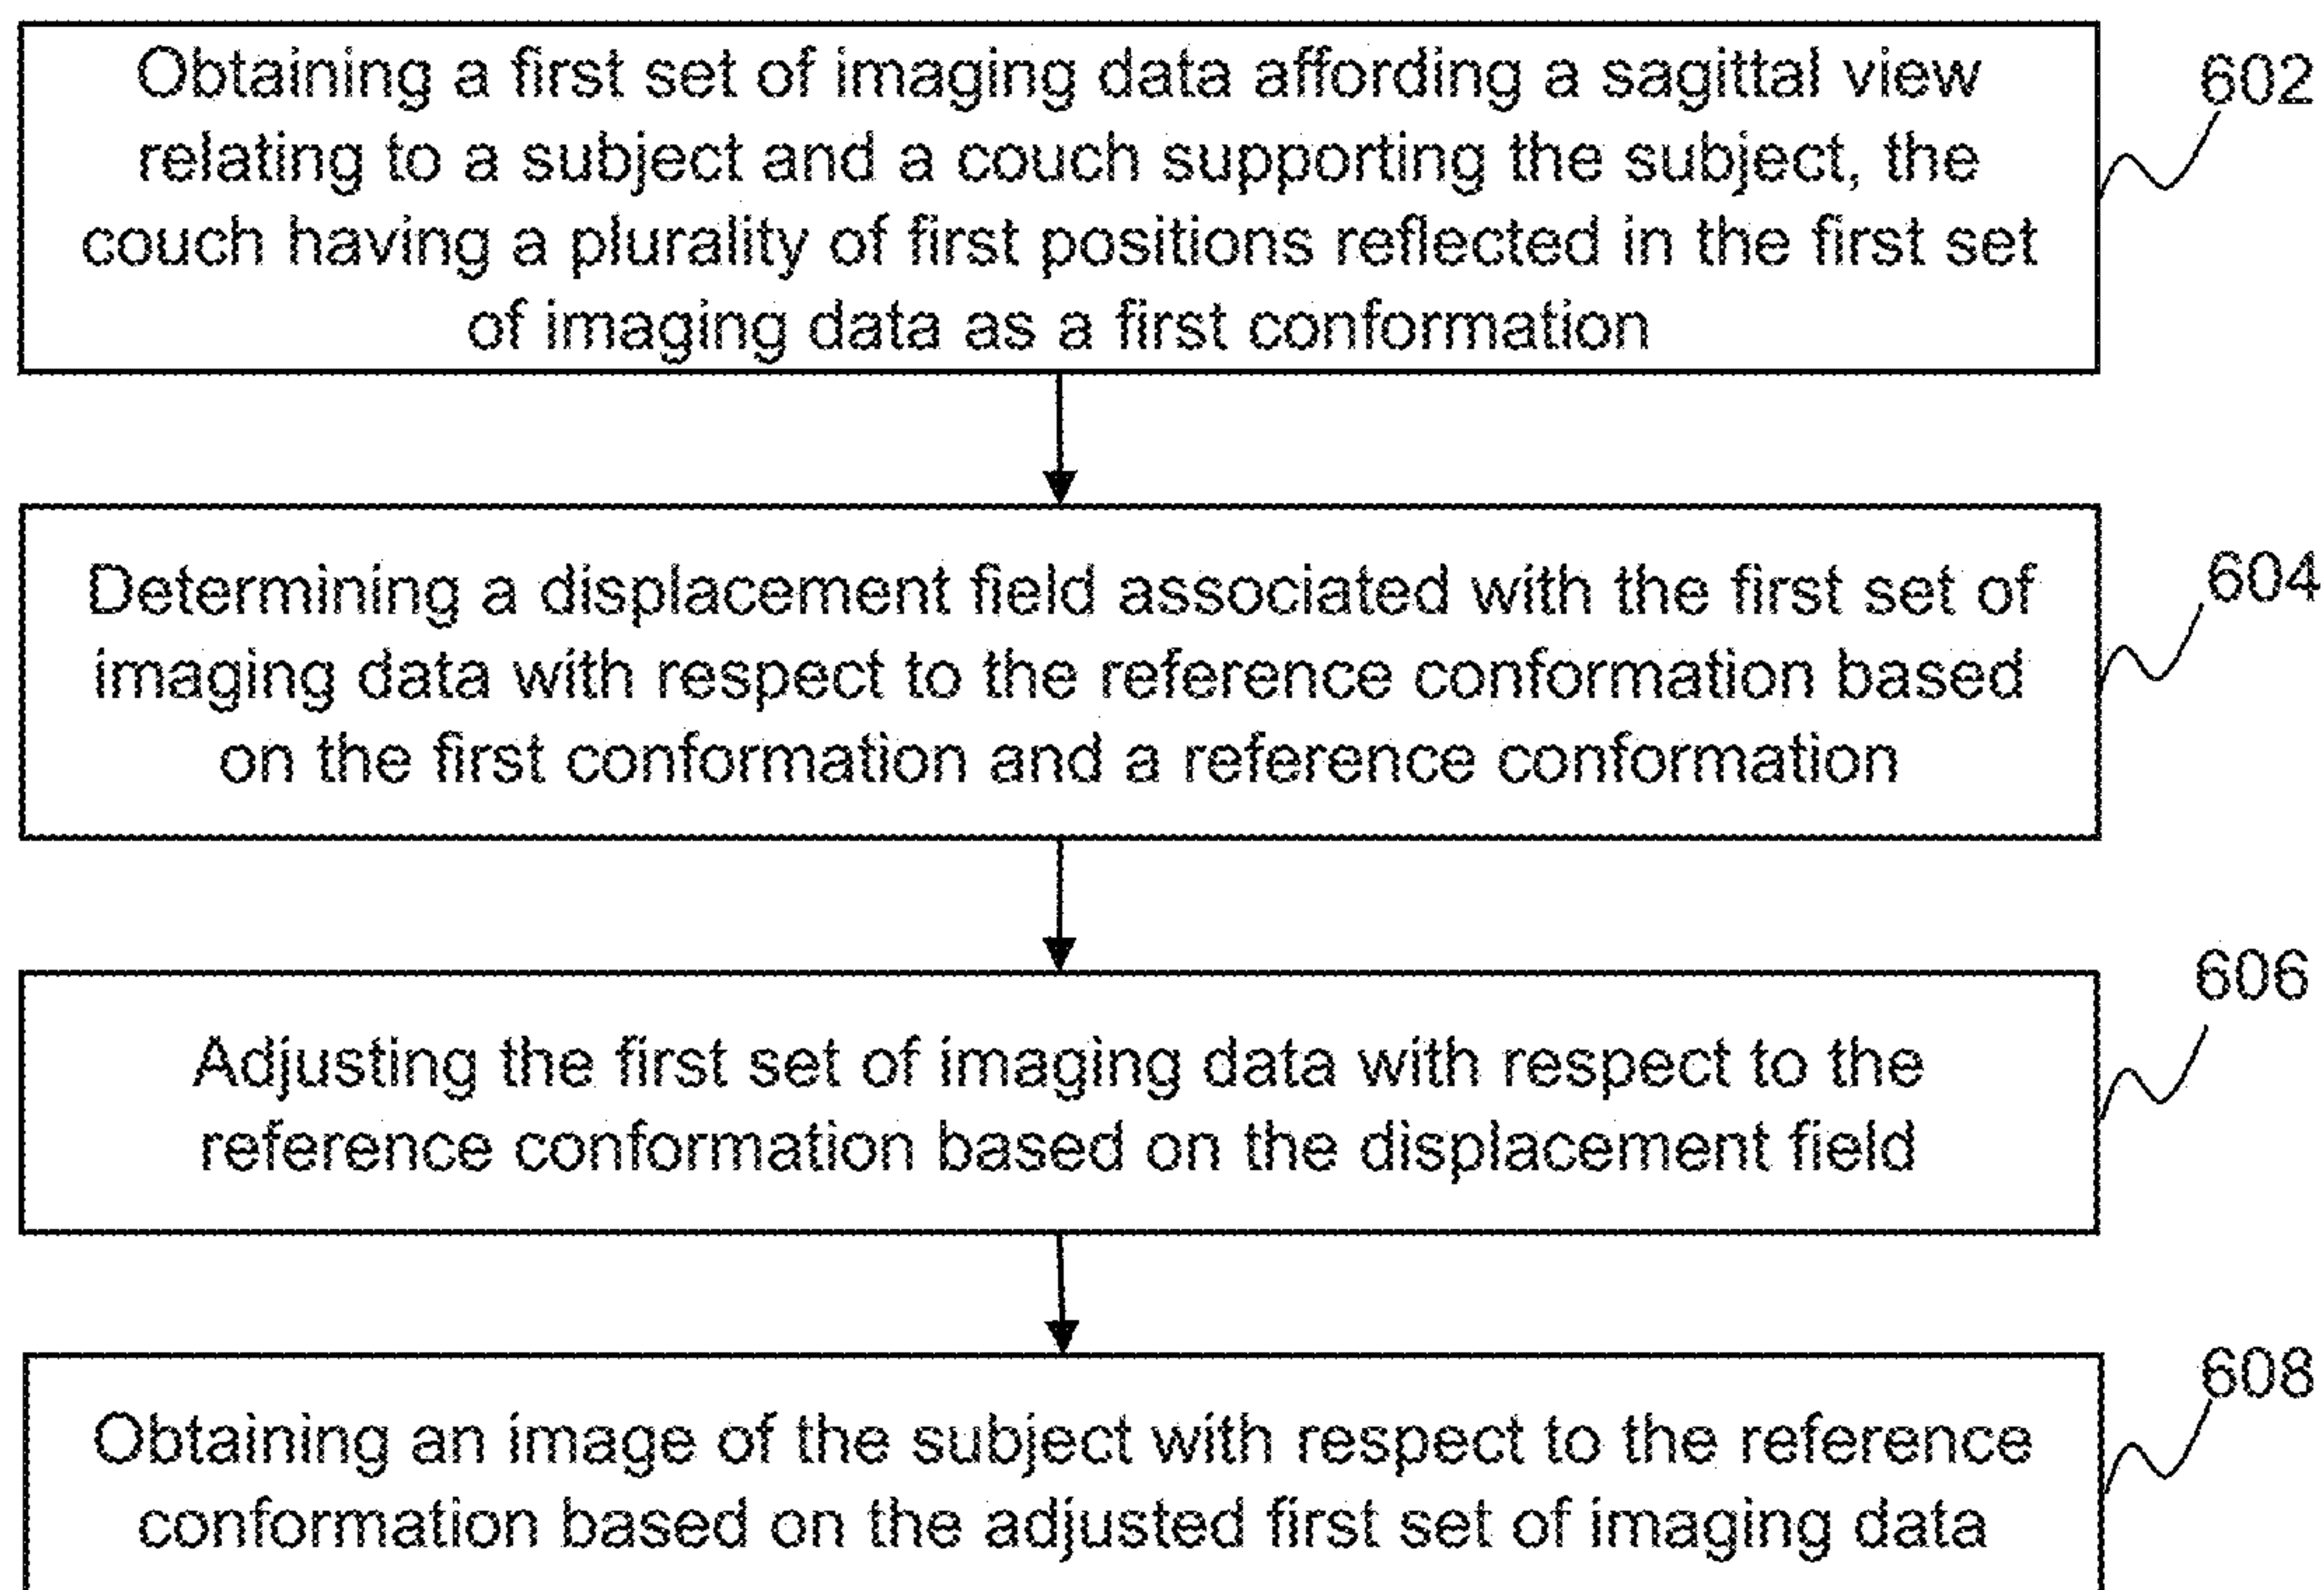 Obtaining a first set of imaging data affording a sagittal view
relating to a subject and a couch supporting the subject, the
couch having a plurality of first positions reflected in the first set
of imaging data as a first conformation
602
Determining a displacement field associated with the first set of
imaging data with respect to the reference conformation based
on the first conformation and a reference conformation
604
Adjusting the first set of imaging data with respect to the
reference conformation based on the displacement field
606
Obtaining an image of the subject with respect to the reference
conformation based on the adjusted first set of imaging data
608